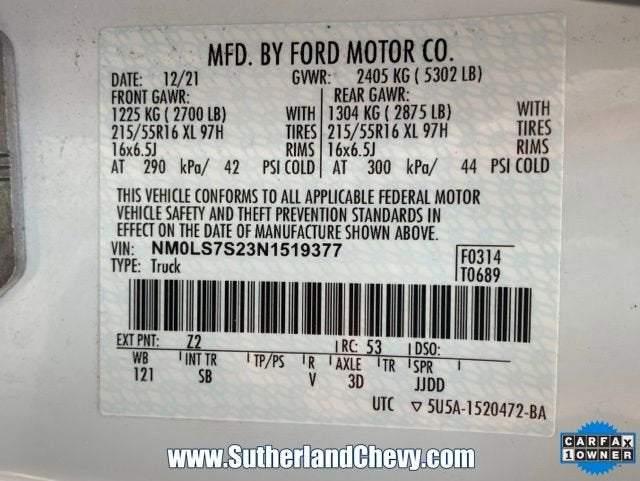 MFD. BY FORD MOTOR CO.
DATE: 12/21 GVWR: 2405 KG ( 5302 LB)
FRONT GAWR: REAR GAWR:
1225 KG ( 2700 LB) WITH 1304 KG ( 2875 LB) WITH
215/55R16 XL 97H TIRES 215/55R16 XL 97H TIRES
16x6.5J RIMS 16x6.5J RIMS
AT 290 kPa/ 42 PSI COLD AT 300 kPa/ 44 PSI COLD
THIS VEHICLE CONFORMS TO ALL APPLICABLE FEDERAL MOTOR
VEHICLE SAFETY AND THEFT PREVENTION STANDARDS IN
EFFECT ON THE DATE OF MANUFACTURE SHOWN ABOVE.
VIN: NM0LS7S23N1519377
TYPE: Truck
F0314
T0689
EXT PNT: Z2 RC: 53 DSO:
WB INT TR TP/PS R AXLE TR SPR
121 SB V 3D JJDD
UTC ▽ 5U5A-1520472-BA
www.SutherlandChevy.com
CARFAX
1 OWNER